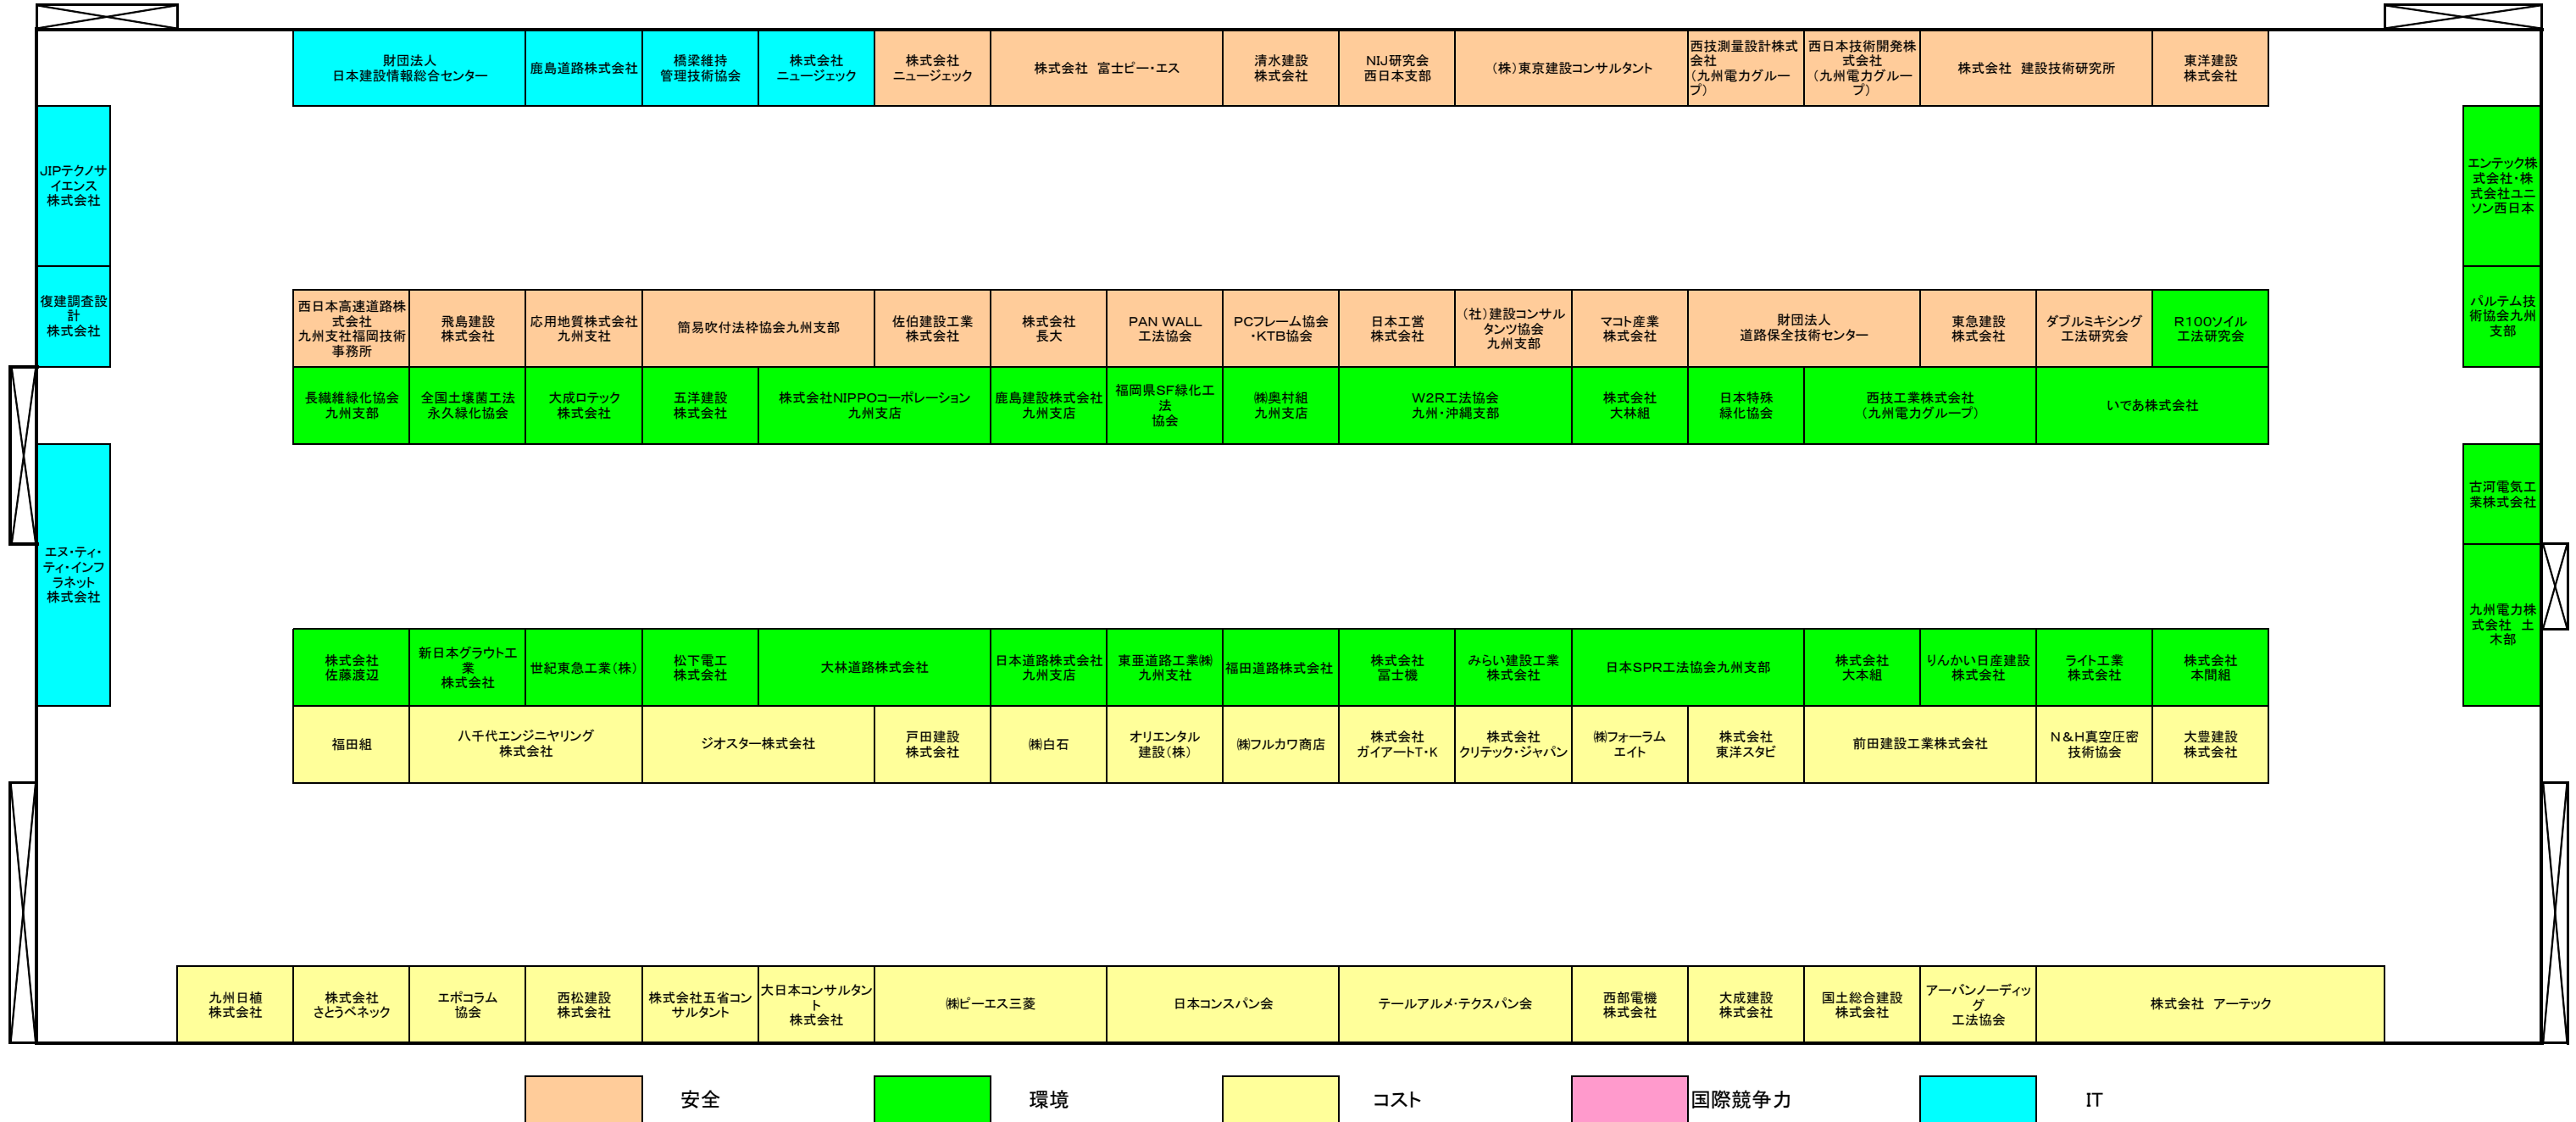 財団法人
日本建設情報総合センター
鹿島道路株式会社
橋梁維持
管理技術協会
株式会社
ニュージェック
株式会社
ニュージェック
株式会社　富士ピー・エス
清水建設
株式会社
NIJ研究会
西日本支部
（株）東京建設コンサルタント
西技測量設計株式
会社
（九州電力グルー
プ）
西日本技術開発株
式会社
（九州電力グルー
プ）
株式会社　建設技術研究所
東洋建設
株式会社
JIPテクノサ
イエンス
株式会社
エンテック株
式会社・株
式会社ユニ
ソン西日本
復建調査設
計
株式会社
パルテム技
術協会九州
支部
西日本高速道路株
式会社
九州支社福岡技術
事務所
飛島建設
株式会社
応用地質株式会社
九州支社
簡易吹付法枠協会九州支部
佐伯建設工業
株式会社
株式会社
長大
PAN WALL
工法協会
PCフレーム協会
・KTB協会
日本工営
株式会社
（社）建設コンサル
タンツ協会
九州支部
マコト産業
株式会社
財団法人
道路保全技術センター
東急建設
株式会社
ダブルミキシング
工法研究会
R100ソイル
工法研究会
長繊維緑化協会
九州支部
全国土壌菌工法
永久緑化協会
大成ロテック
株式会社
五洋建設
株式会社
株式会社NIPPOコーポレーション
九州支店
鹿島建設株式会社
九州支店
福岡県SF緑化工
法
協会
㈱奥村組
九州支店
W2R工法協会
九州・沖縄支部
株式会社
大林組
日本特殊
緑化協会
西技工業株式会社
（九州電力グループ）
いであ株式会社
エヌ・ティ・
ティ・インフ
ラネット
株式会社
古河電気工
業株式会社
九州電力株
式会社　土
木部
株式会社
佐藤渡辺
新日本グラウト工
業
株式会社
世紀東急工業（株）
松下電工
株式会社
大林道路株式会社
日本道路株式会社
九州支店
東亜道路工業㈱
九州支社
福田道路株式会社
株式会社
冨士機
みらい建設工業
株式会社
日本SPR工法協会九州支部
株式会社
大本組
りんかい日産建設
株式会社
ライト工業
株式会社
株式会社
本間組
福田組
八千代エンジニヤリング
株式会社
ジオスター株式会社
戸田建設
株式会社
㈱白石
オリエンタル
建設（株）
㈱フルカワ商店
株式会社
ガイアートT・K
株式会社
クリテック・ジャパン
㈱フォーラム
エイト
株式会社
東洋スタビ
前田建設工業株式会社
N＆H真空圧密
技術協会
大豊建設
株式会社
九州日植
株式会社
株式会社
さとうベネック
エポコラム
協会
西松建設
株式会社
株式会社五省コン
サルタント
大日本コンサルタン
ト
株式会社
㈱ピーエス三菱
日本コンスパン会
テールアルメ・テクスパン会
西部電機
株式会社
大成建設
株式会社
国土総合建設
株式会社
アーバンノーディッ
グ
工法協会
株式会社　アーテック
安全
環境
コスト
国際競争力
IT